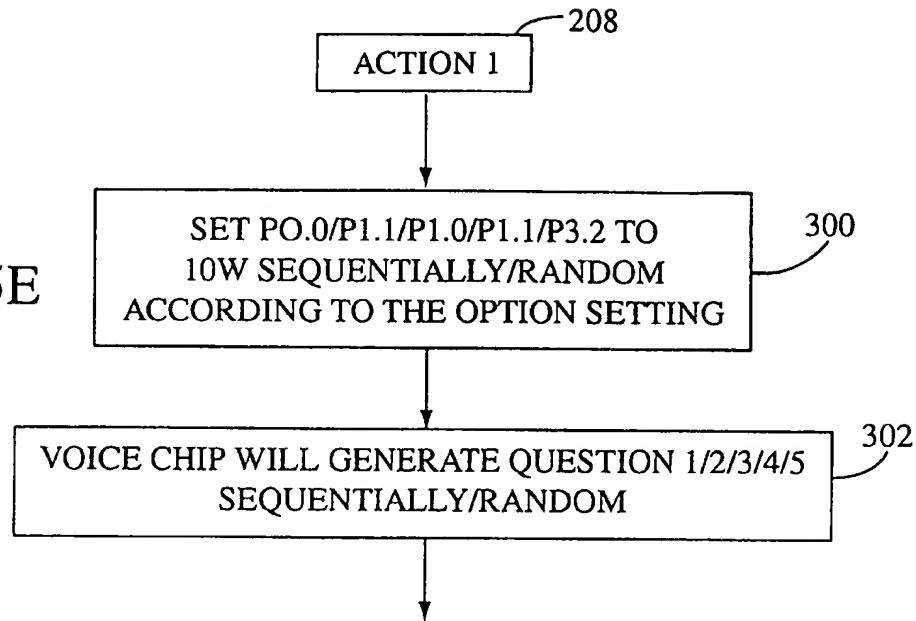 208
ACTION 1
300
SET PO.0/P1.1/P1.0/P1.1/P3.2 TO
10W SEQUENTIALLY/RANDOM
ACCORDING TO THE OPTION SETTING
302
VOICE CHIP WILL GENERATE QUESTION 1/2/3/4/5
SEQUENTIALLY/RANDOM